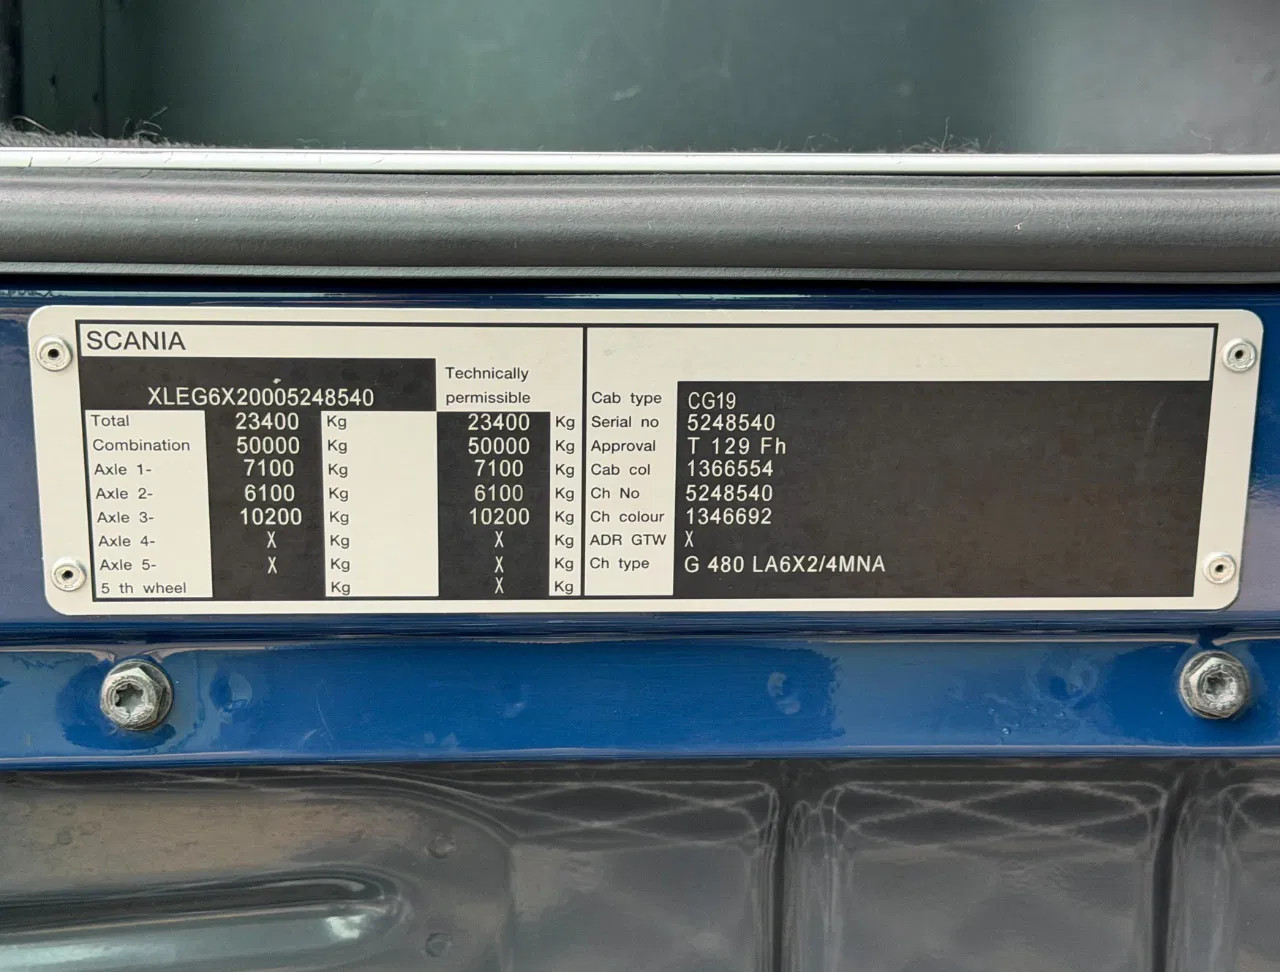 SCANIA
XLEG6X20005248540
Technically
permissible
Total 23400 Kg 23400 Kg
Combination 50000 Kg 50000 Kg
Axle 1- 7100 Kg 7100 Kg
Axle 2- 6100 Kg 6100 Kg
Axle 3- 10200 Kg 10200 Kg
Axle 4- X Kg X Kg
Axle 5- X Kg X Kg
5 th wheel Kg X Kg
Cab type CG19
Serial no 5248540
Approval T 129 Fh
Cab col 1366554
Ch No 5248540
Ch colour 1346692
ADR GTW X
Ch type G 480 LA6X2/4MNA